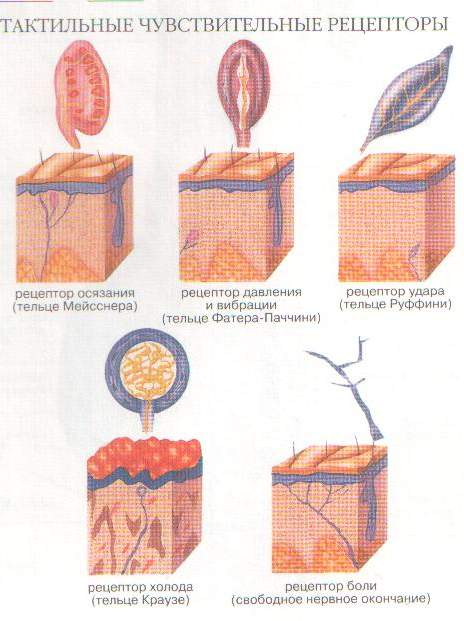 ТАКТИЛЬНЫЕ ЧУВСТВИТЕЛЬНЫЕ РЕЦЕПТОРЫ
рецептор осязания
(тельце Мейсснера)
рецептор давления
и вибрации
(тельце Фатера-Паччини)
рецептор удара
(тельце Руффини)
рецептор холода
(тельце Краузе)
рецептор боли
(свободное нервное окончание)